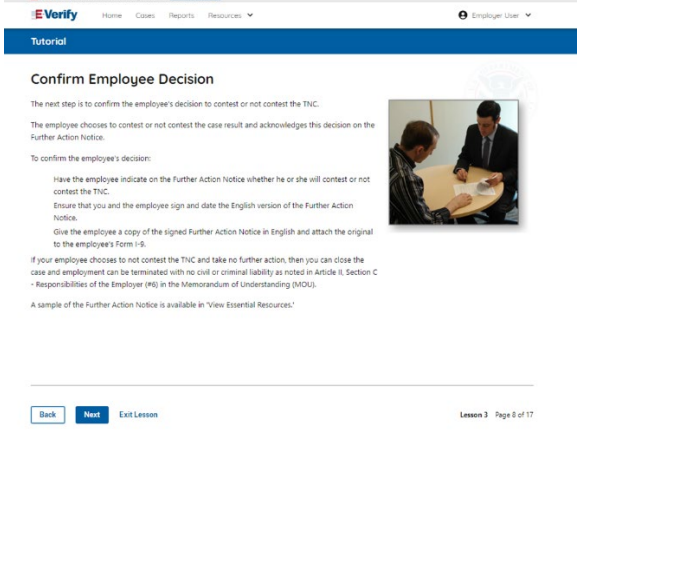 E-Verify Home Cases Reports Resources Employer User
Tutorial
Confirm Employee Decision
The next step is to confirm the employee's decision to contest or not contest the TNC.
The employee chooses to contest or not contest the case result and acknowledges this decision on the
Further Action Notice.
To confirm the employee's decision:
Have the employee indicate on the Further Action Notice whether he or she will contest or not
contest the TNC.
Ensure that you and the employee sign and date the English version of the Further Action
Notice.
Give the employee a copy of the signed Further Action Notice in English and attach the original
to the employee's Form I-9.
If your employee chooses to not contest the TNC and take no further action, then you can close the
case and employment can be terminated with no civil or criminal liability as noted in Article II, Section C
- Responsibilities of the Employer (#6) in the Memorandum of Understanding (MOU).
A sample of the Further Action Notice is available in 'View Essential Resources.'
Back Next Exit Lesson Lesson 3 Page 8 of 17